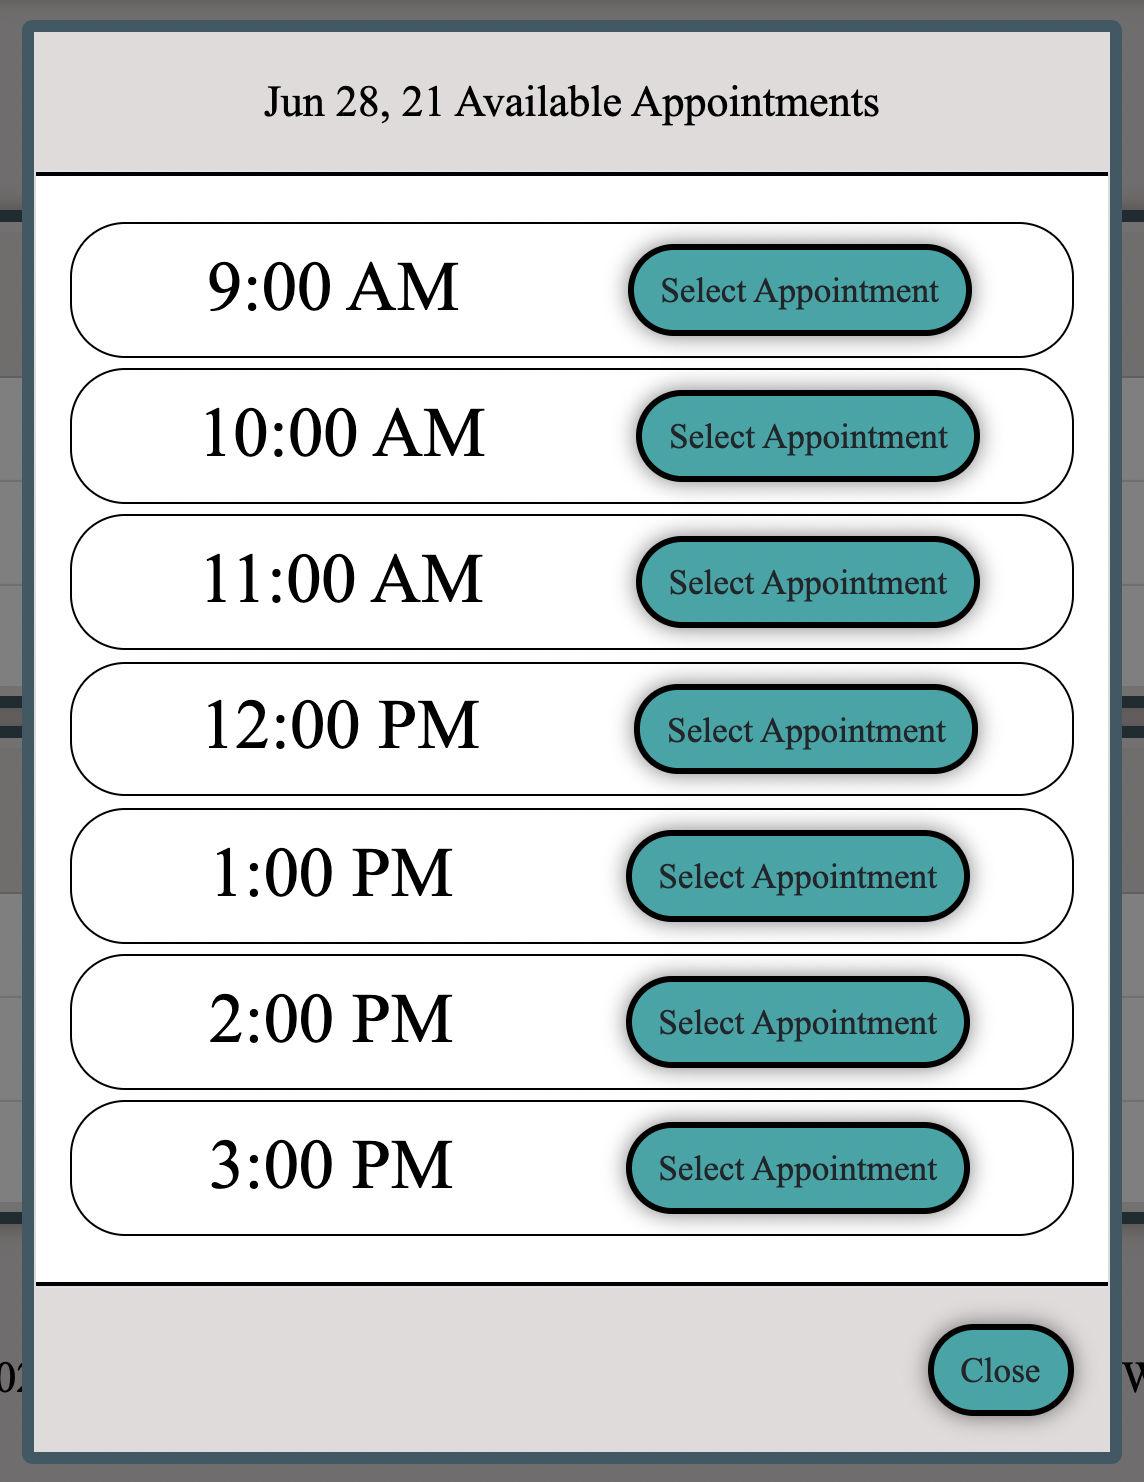 Jun 28, 21 Available Appointments
9:00 AM Select Appointment
10:00 AM Select Appointment
11:00 AM Select Appointment
12:00 PM Select Appointment
1:00 PM Select Appointment
2:00 PM Select Appointment
3:00 PM Select Appointment
Close